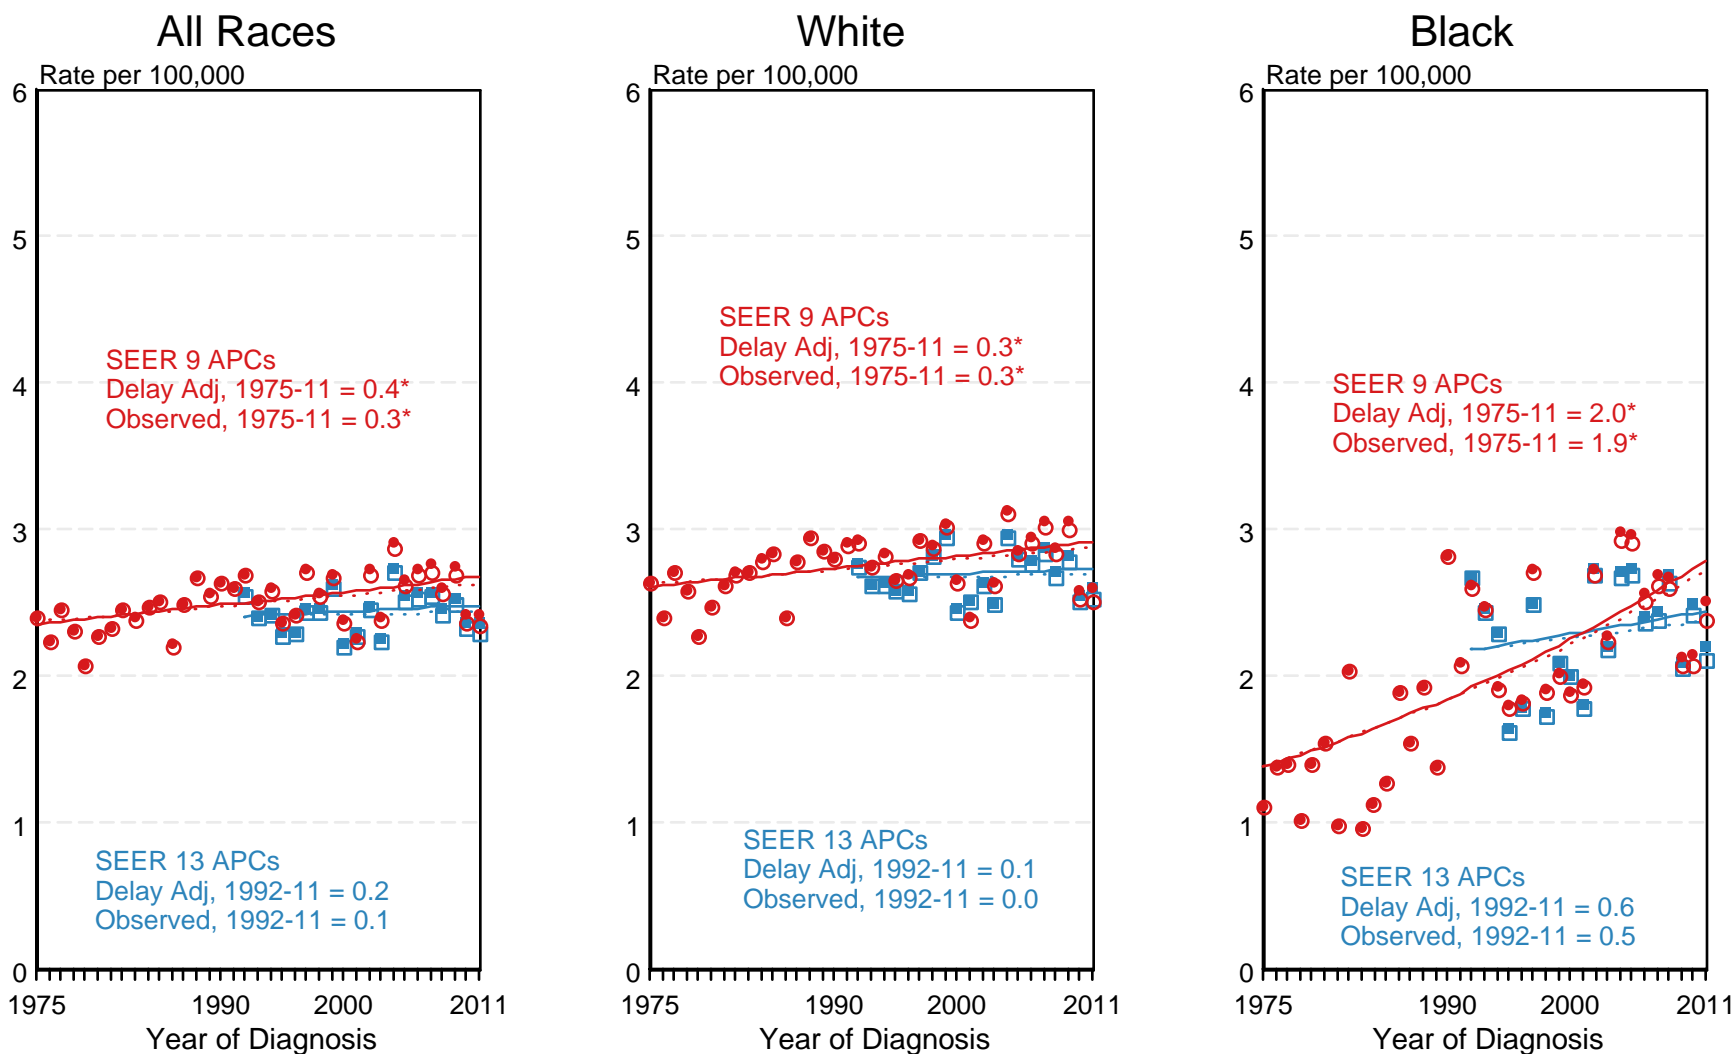 All Races
Rate per 100,000
6
5
4
3
2
1
0
SEER 9 APCs
Delay Adj, 1975-11 = 0.4*
Observed, 1975-11 = 0.3*
SEER 13 APCs
Delay Adj, 1992-11 = 0.2
Observed, 1992-11 = 0.1
1975 1990 2000 2011
Year of Diagnosis
White
Rate per 100,000
6
5
4
3
2
1
0
SEER 9 APCs
Delay Adj, 1975-11 = 0.3*
Observed, 1975-11 = 0.3*
SEER 13 APCs
Delay Adj, 1992-11 = 0.1
Observed, 1992-11 = 0.0
1975 1990 2000 2011
Year of Diagnosis
Black
Rate per 100,000
6
5
4
3
2
1
0
SEER 9 APCs
Delay Adj, 1975-11 = 2.0*
Observed, 1975-11 = 1.9*
SEER 13 APCs
Delay Adj, 1992-11 = 0.6
Observed, 1992-11 = 0.5
1975 1990 2000 2011
Year of Diagnosis